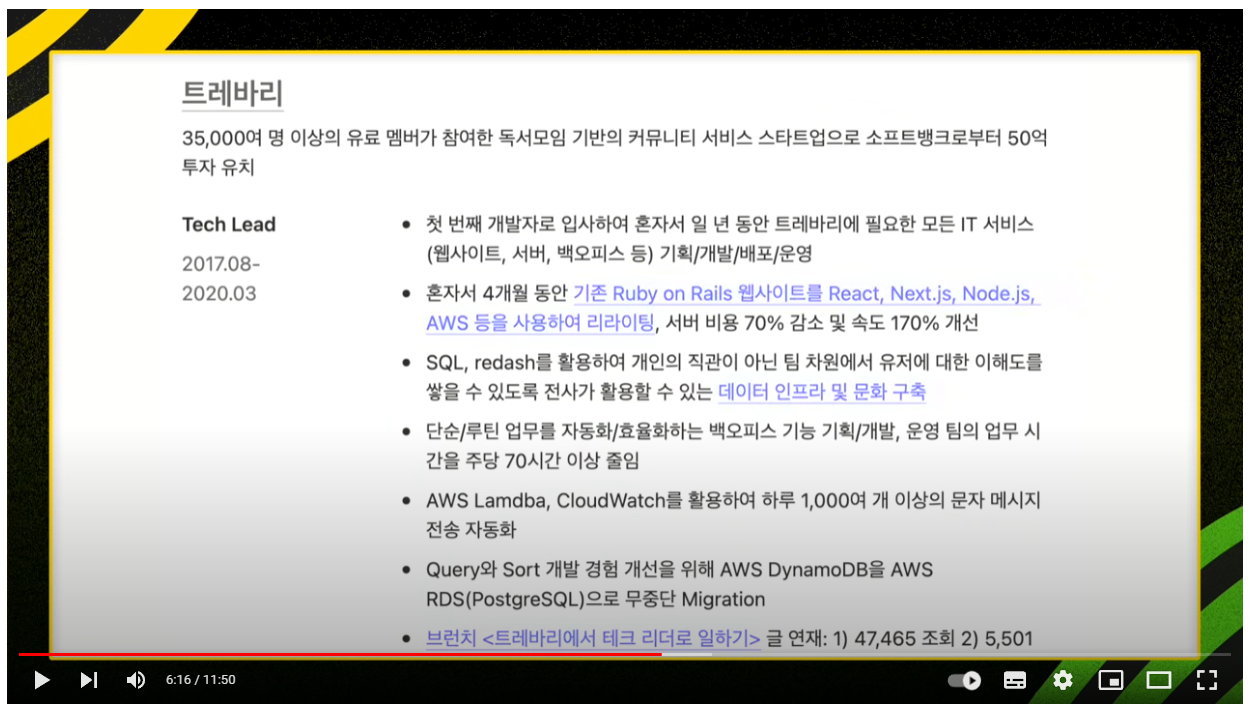 트레바리
35,000여 명 이상의 유료 멤버가 참여한 독서모임 기반의 커뮤니티 서비스 스타트업으로 소프트뱅크로부터 50억
투자 유치
Tech Lead
2017.08-
2020.03
• 첫 번째 개발자로 입사하여 혼자서 일 년 동안 트레바리에 필요한 모든 IT 서비스
(웹사이트, 서버, 백오피스 등) 기획/개발/배포/운영
• 혼자서 4개월 동안 기존 Ruby on Rails 웹사이트를 React, Next.js, Node.js,
AWS 등을 사용하여 리라이팅, 서버 비용 70% 감소 및 속도 170% 개선
• SQL, redash를 활용하여 개인의 직관이 아닌 팀 차원에서 유저에 대한 이해도를
쌓을 수 있도록 전사가 활용할 수 있는 데이터 인프라 및 문화 구축
• 단순/루틴 업무를 자동화/효율화하는 백오피스 기능 기획/개발, 운영 팀의 업무 시
간을 주당 70시간 이상 줄임
• AWS Lamdba, CloudWatch를 활용하여 하루 1,000여 개 이상의 문자 메시지
전송 자동화
• Query와 Sort 개발 경험 개선을 위해 AWS DynamoDB을 AWS
RDS(PostgreSQL)으로 무중단 Migration
• 브런치 <트레바리에서 테크 리더로 일하기> 글 연재: 1) 47,465 조회 2) 5,501
6:16 / 11:50